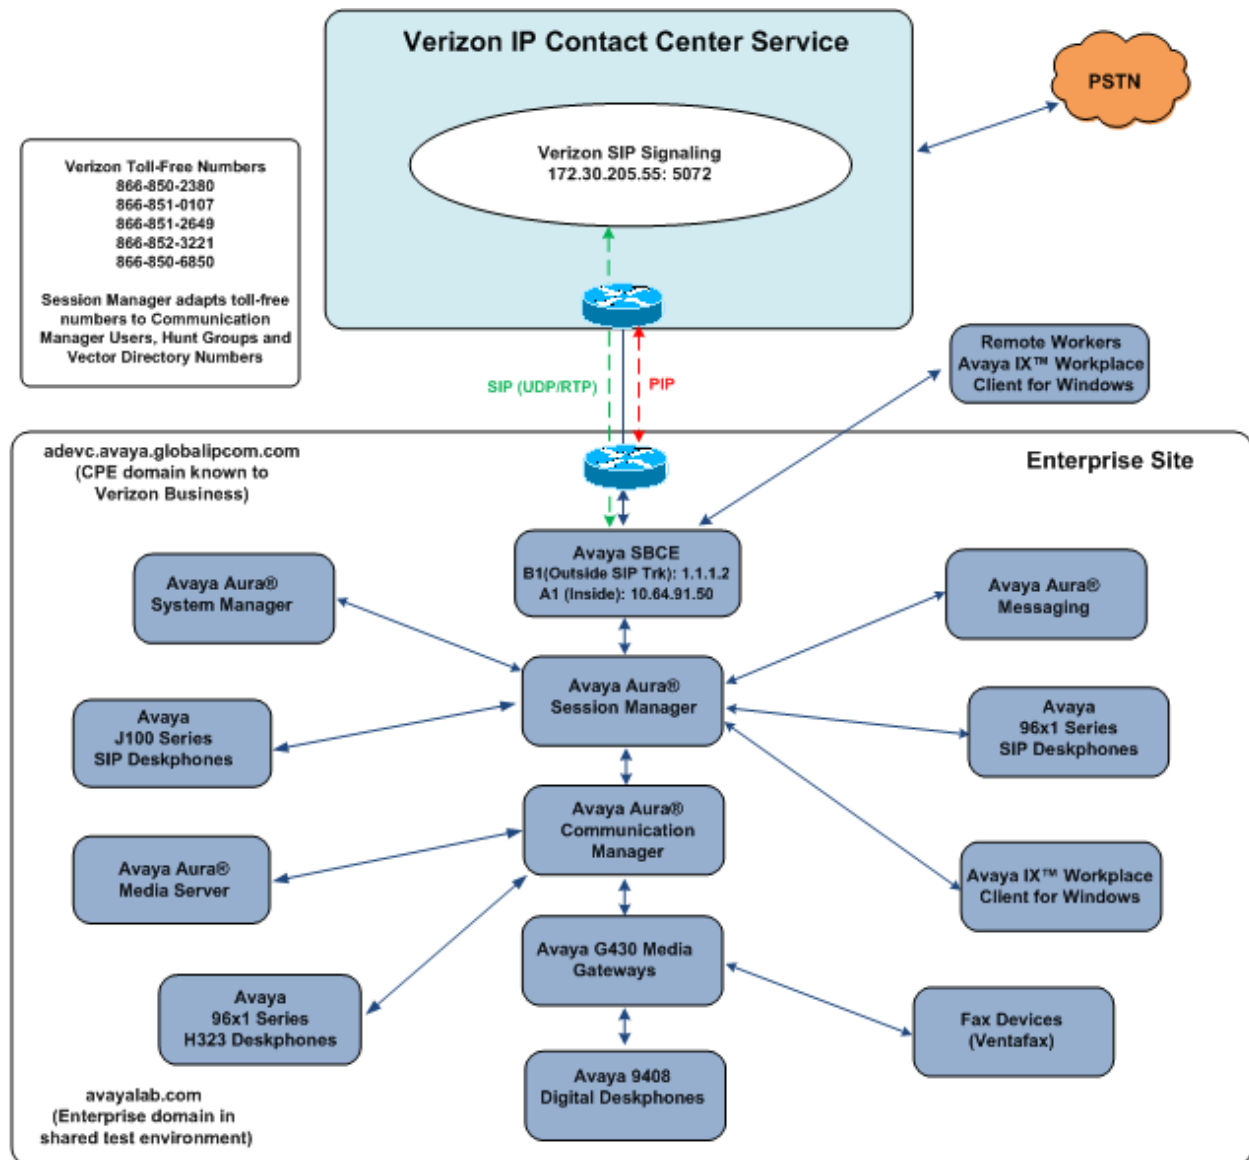 Verizon IP Contact Center Service
PSTN
Verizon SIP Signaling
172.30.205.55: 5072
Verizon Toll-Free Numbers
866-850-2380
866-851-0107
866-851-2649
866-852-3221
866-850-6850
Session Manager adapts toll-free
numbers to Communication
Manager Users, Hunt Groups and
Vector Directory Numbers
SIP (UDP/RTP)
PIP
Remote Workers
Avaya IX™ Workplace
Client for Windows
adevc.avaya.globalipcom.com
(CPE domain known to
Verizon Business)
Enterprise Site
Avaya SBCE
B1(Outside SIP Trk): 1.1.1.2
A1 (Inside): 10.64.91.50
Avaya Aura®
System Manager
Avaya Aura®
Messaging
Avaya Aura®
Session Manager
Avaya
J100 Series
SIP Deskphones
Avaya
96x1 Series
SIP Deskphones
Avaya Aura®
Communication
Manager
Avaya Aura®
Media Server
Avaya IX™ Workplace
Client for Windows
Avaya G430 Media
Gateways
Avaya
96x1 Series
H323 Deskphones
Fax Devices
(Ventafax)
Avaya 9408
Digital Deskphones
avayalab.com
(Enterprise domain in
shared test environment)